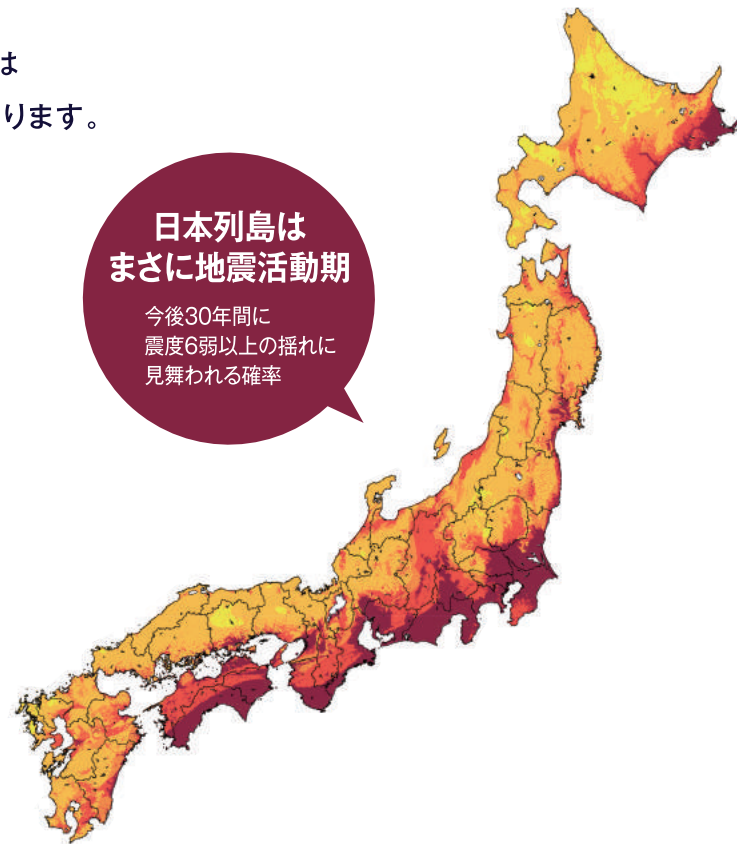 は
ります。
日本列島は
まさに地震活動期
今後30年間に
震度6弱以上の揺れに
見舞われる確率